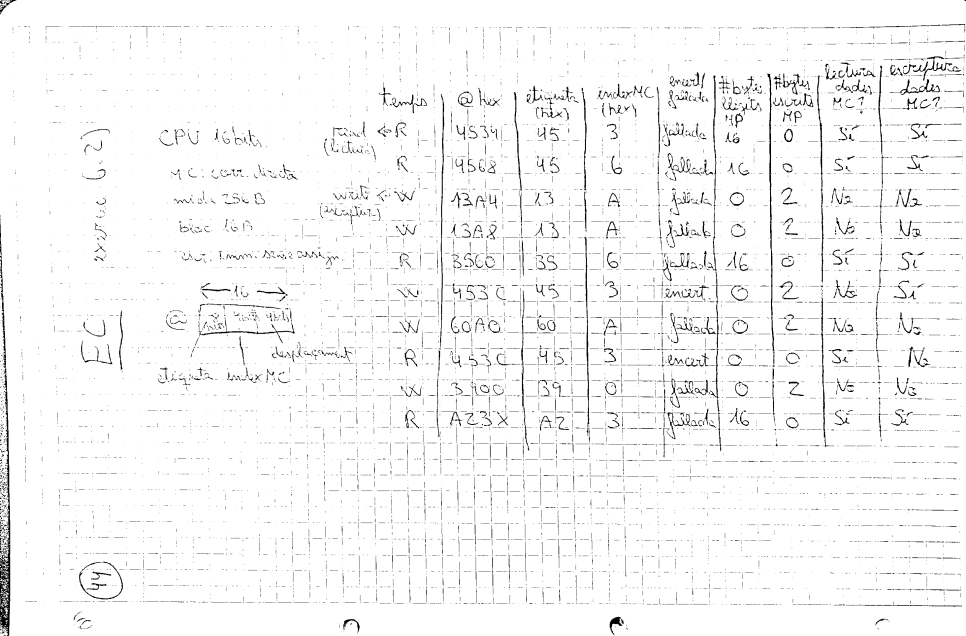 exercici 6.2)
EC
CPU 16 bits
MC: corr. directa
mida 256 B
bloc 16 B
escr. imm. sense assign.
16
@ 8 bits 4 bits 4 bits
desplaçament
etiqueta index MC
read ← R
(lectura)
write ← W
(escriptura)
temps @ hex etiqueta (hex) index MC (hex) encert/fallada #bytes llegits MP #bytes escrits MP lectura dades MC? escriptura dades MC?
R 4534 45 3 fallada 16 0 Sí Sí
R 4568 45 6 fallada 16 0 Sí Sí
W 13A4 13 A fallada 0 2 No No
W 13A8 13 A fallada 0 2 No No
R 3560 35 6 fallada 16 0 Sí Sí
W 453C 45 3 encert 0 2 No Sí
W 60A0 60 A fallada 0 2 No No
R 453C 45 3 encert 0 0 Sí No
W 3900 39 0 fallada 0 2 No No
R A23X A2 3 fallada 16 0 Sí Sí
44